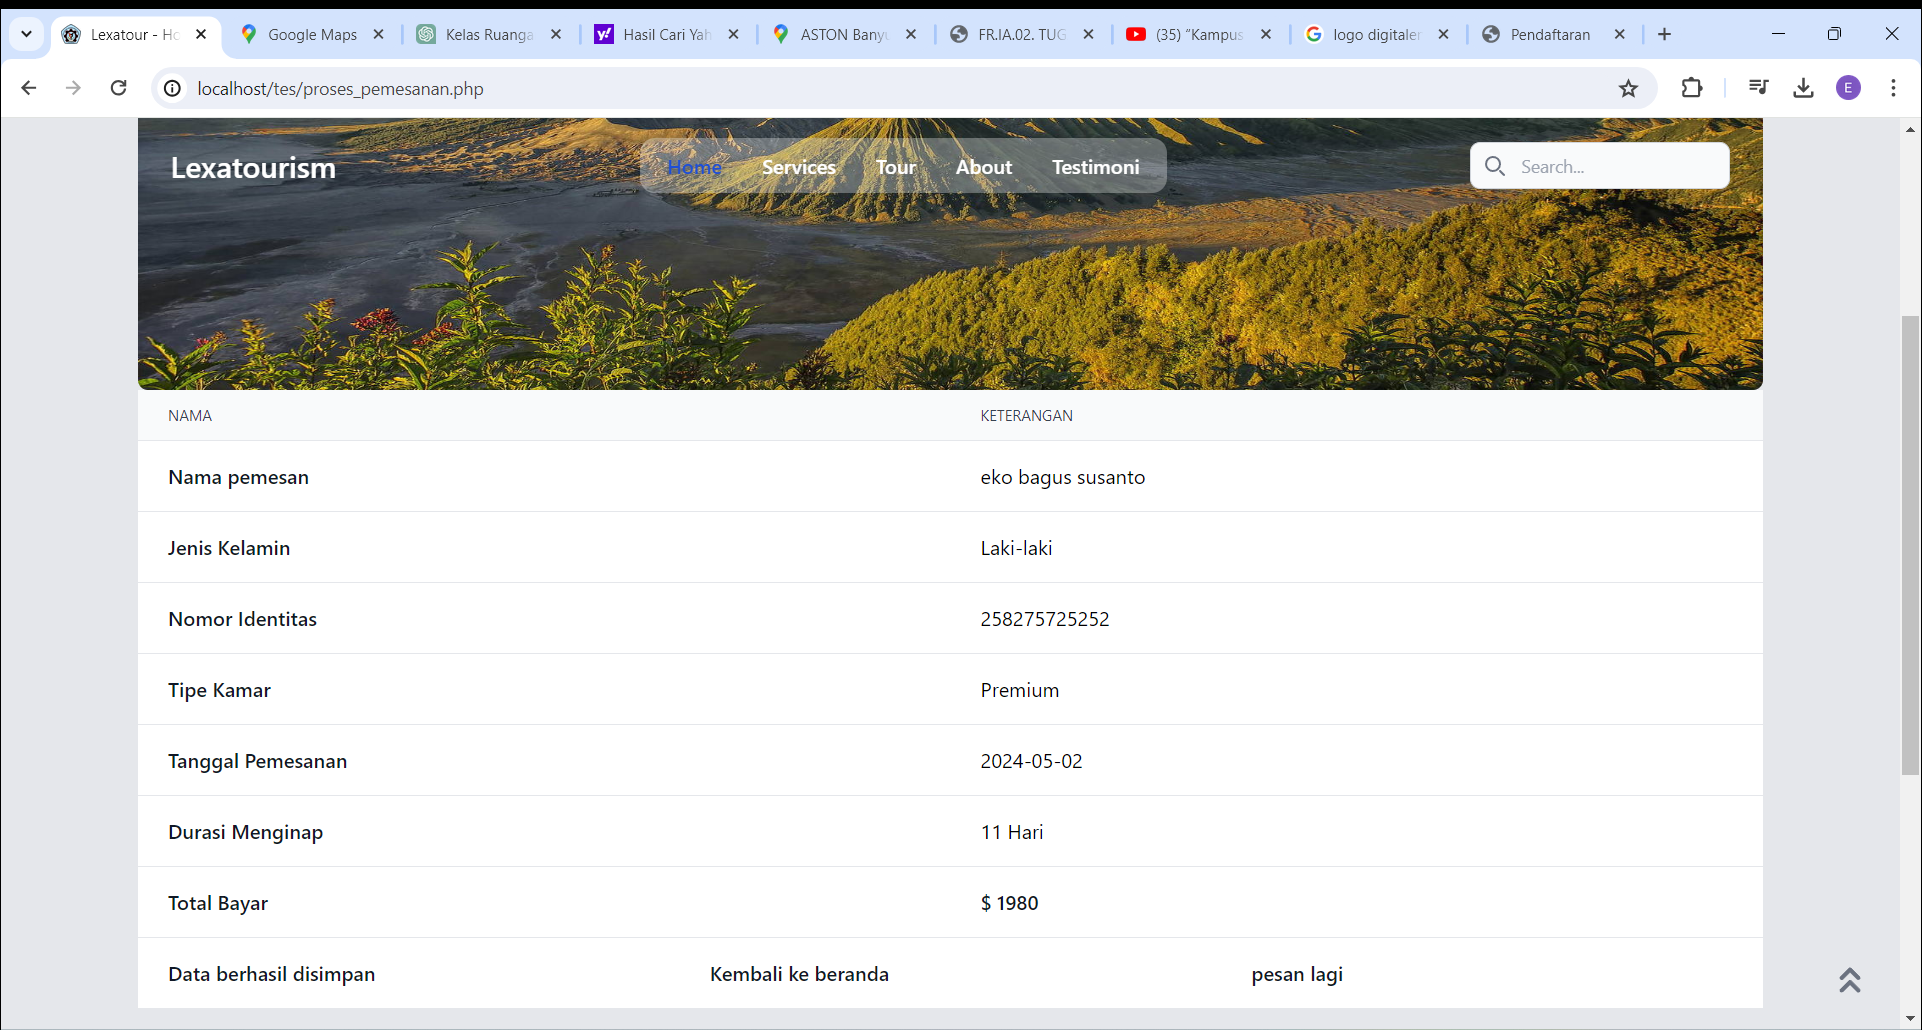 Lexatour - Ho
Google Maps
Kelas Ruanga
Hasil Cari Yah
ASTON Banyu
FR.IA.02. TUG
(35) “Kampus
logo digitaler
Pendaftaran
localhost/tes/proses_pemesanan.php
E
Lexatourism
Home
Services
Tour
About
Testimoni
Search...
NAMA KETERANGAN
Nama pemesan eko bagus susanto
Jenis Kelamin Laki-laki
Nomor Identitas 258275725252
Tipe Kamar Premium
Tanggal Pemesanan 2024-05-02
Durasi Menginap 11 Hari
Total Bayar $ 1980
Data berhasil disimpan Kembali ke beranda pesan lagi